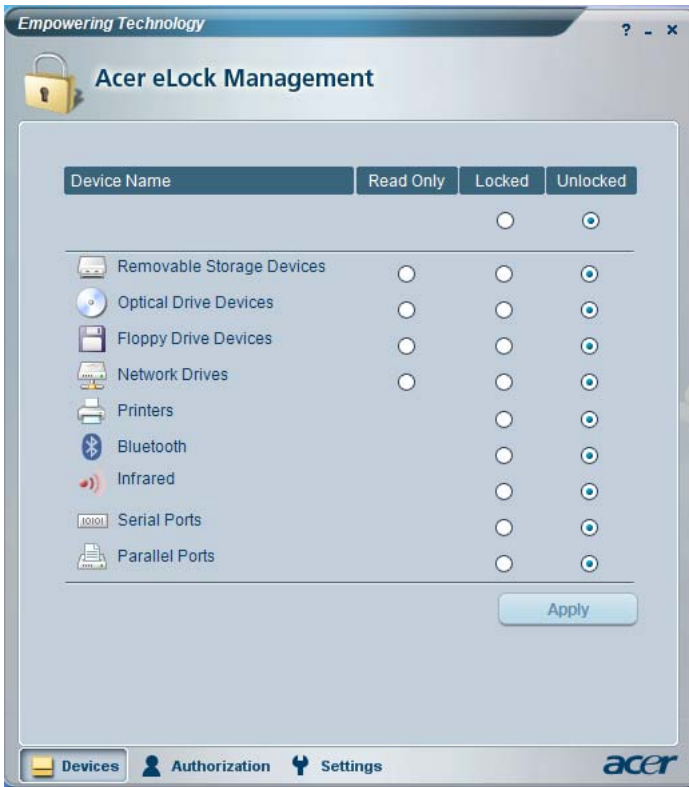 Empowering Technology
? - x
Acer eLock Management
Device Name Read Only Locked Unlocked
Removable Storage Devices
Optical Drive Devices
Floppy Drive Devices
Network Drives
Printers
Bluetooth
Infrared
10101 Serial Ports
Parallel Ports
Apply
Devices Authorization Settings acer